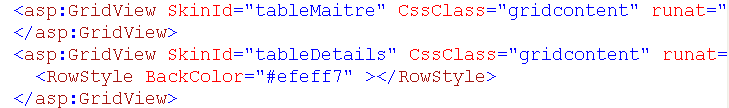 <asp:GridView SkinId="tableMaitre" CssClass="gridcontent" runat="
</asp:GridView>
<asp:GridView SkinId="tableDetails" CssClass="gridcontent" runat=
<RowStyle BackColor="#efeff7" ></RowStyle>
</asp:GridView>